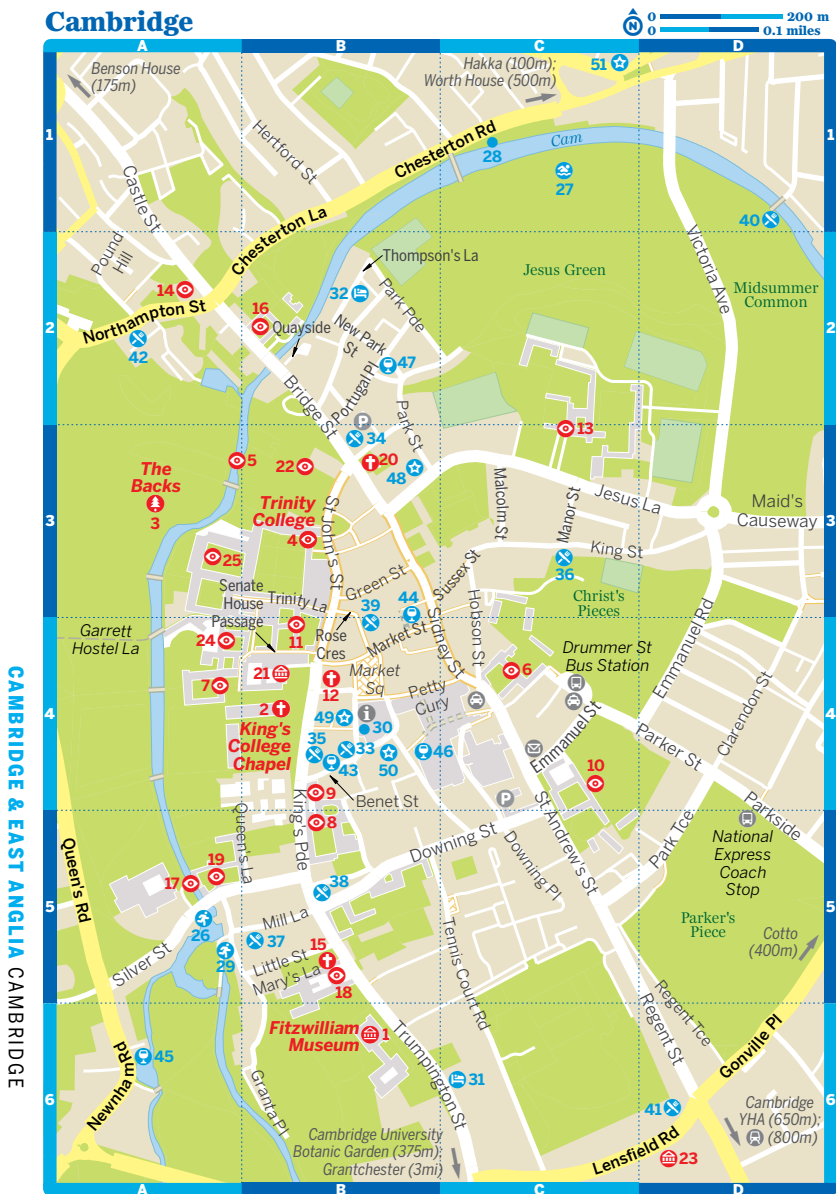 Cambridge
N
0 200 m
0 0.1 miles
A B C D
Benson House
(175m)
Hakka (100m);
Worth House (500m)
51
1
1
Hertford St
Chesterton Rd
28
Cam
27
Castle St
40
Chesterton La
Pound
Hill
Thompson's La
Victoria Ave
Jesus Green
Midsummer
Common
14
32
Park Pde
16
Quayside
Northampton St
New Park
St
2
2
42
47
Portugal Pl
Bridge St
Park St
P
34
13
5
22
20
48
The
Backs
3
Trinity
College
4
Malcolm St
Jesus La
Manor St
Maid's
Causeway
3
3
St John's St
King St
25
36
Sussex St
Green St
Senate
House
Passage
Trinity La
39
44
Hobson St
Christ's
Pieces
Emmanuel Rd
Garrett
Hostel La
24
11
Rose
Cres
Market St
Sidney St
Drummer St
Bus Station
21
Market
Sq
6
7
12
Petty
Cury
Clarendon St
4
4
2
49
i
30
King's
College
Chapel
35
33
43
50
46
Emmanuel St
Parker St
10
9
Benet St
P
King's Pde
8
Queen's La
St Andrew's St
Parkside
Downing St
Park Tce
National
Express
Coach
Stop
Downing Pl
Queen's Rd
17
19
38
5
5
26
Mill La
Parker's
Piece
Cotto
(400m)
Silver St
29
37
15
Little St
Mary's La
18
Tennis Court Rd
Regent St
Regent Tce
Fitzwilliam
Museum
1
Gonville Pl
Trumpington St
45
31
Newnham Rd
Granta Pl
6
6
41
Cambridge
YHA (650m);
(800m)
Cambridge University
Botanic Garden (375m);
Grantchester (3mi)
Lensfield Rd
23
A B C D
CAMBRIDGE & EAST ANGLIA CAMBRIDGE